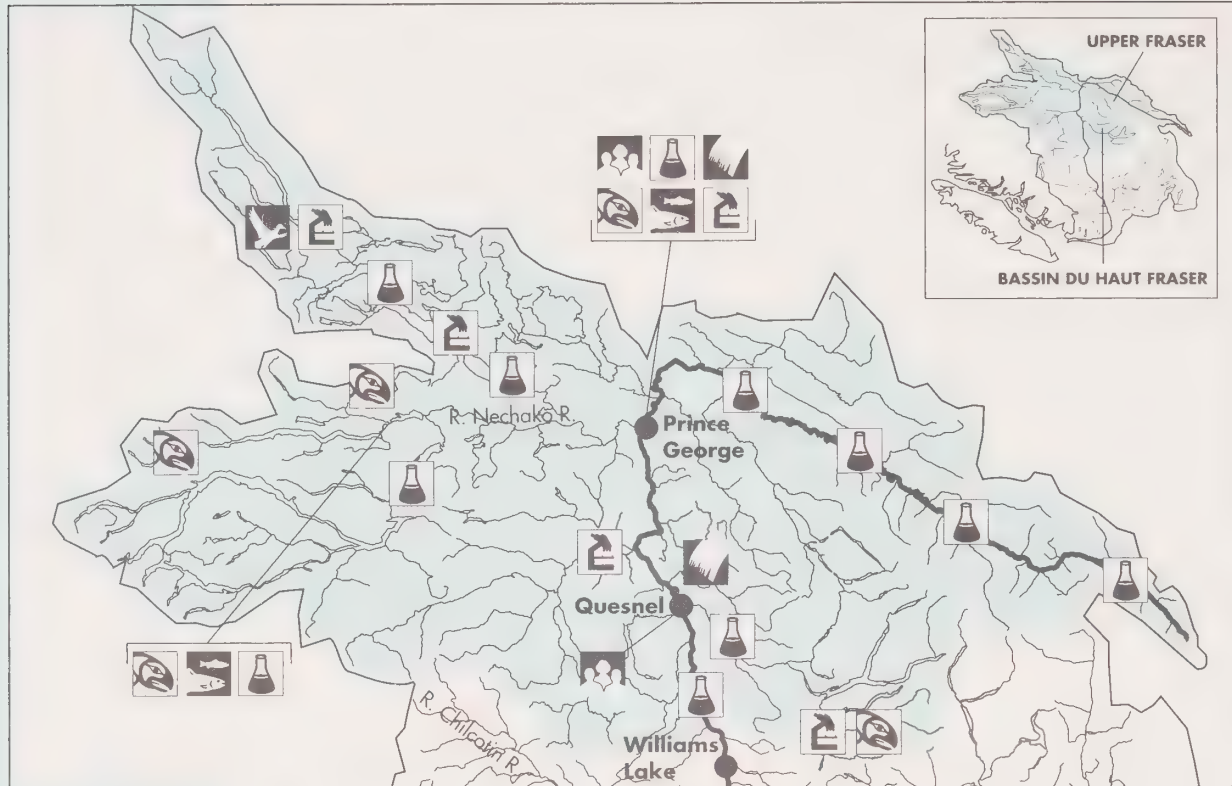 UPPER FRASER
BASSIN DU HAUT FRASER
R. Nechako R.
Prince
George
Quesnel
R. Chilcotin R.
Williams
Lake